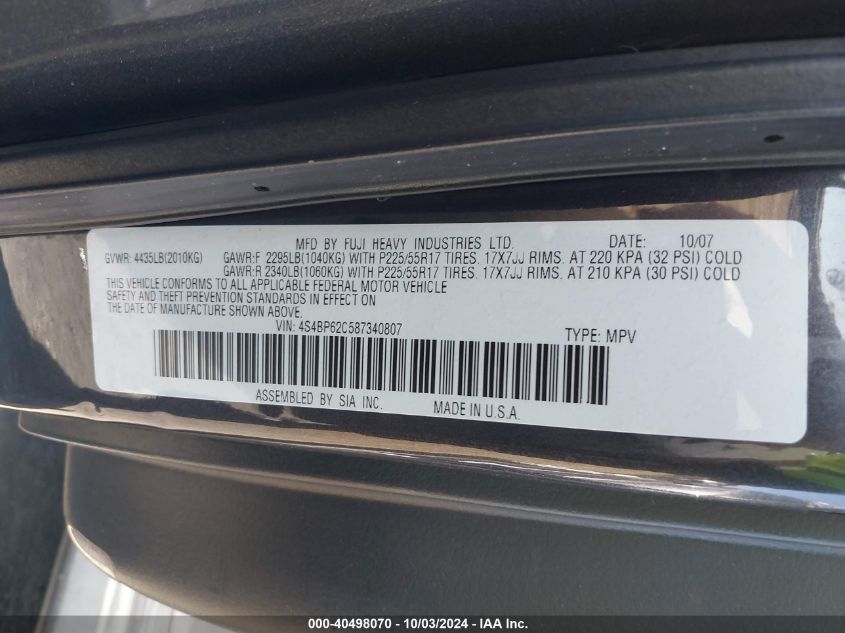 MFD BY FUJI HEAVY INDUSTRIES LTD. DATE: 10/07
GVWR: 4435LB(2010KG) GAWR:F 2295LB(1040KG) WITH P225/55R17 TIRES. 17X7JJ RIMS. AT 220 KPA (32 PSI) COLD
GAWR:R 2340LB(1060KG) WITH P225/55R17 TIRES. 17X7JJ RIMS. AT 210 KPA (30 PSI) COLD
THIS VEHICLE CONFORMS TO ALL APPLICABLE FEDERAL MOTOR VEHICLE
SAFETY AND THEFT PREVENTION STANDARDS IN EFFECT ON
THE DATE OF MANUFACTURE SHOWN ABOVE.
VIN: 4S4BP62C587340807 TYPE: MPV
ASSEMBLED BY SIA INC. MADE IN U.S.A.
000-40498070 - 10/03/2024 - IAA Inc.